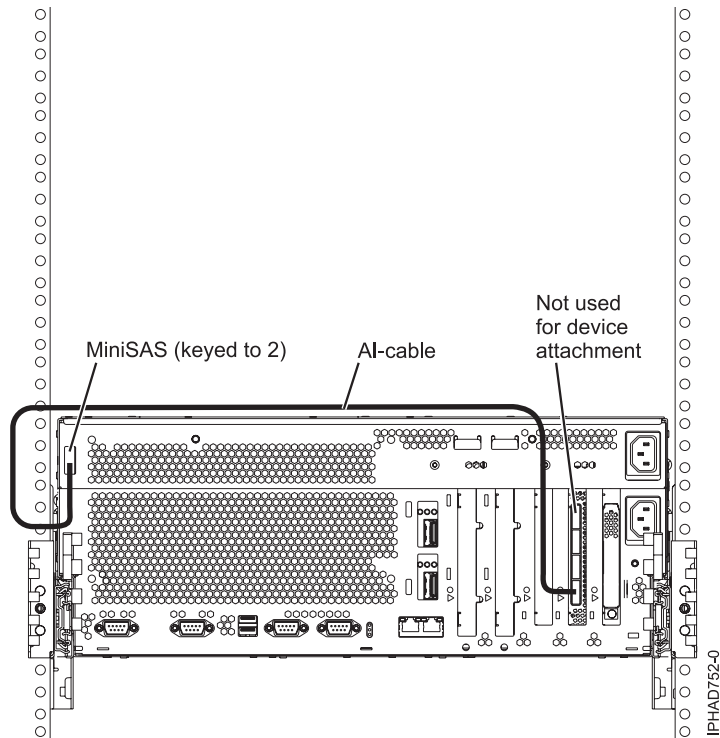 Not used
for device
attachment
MiniSAS (keyed to 2)
AI-cable
IPHAD752-0